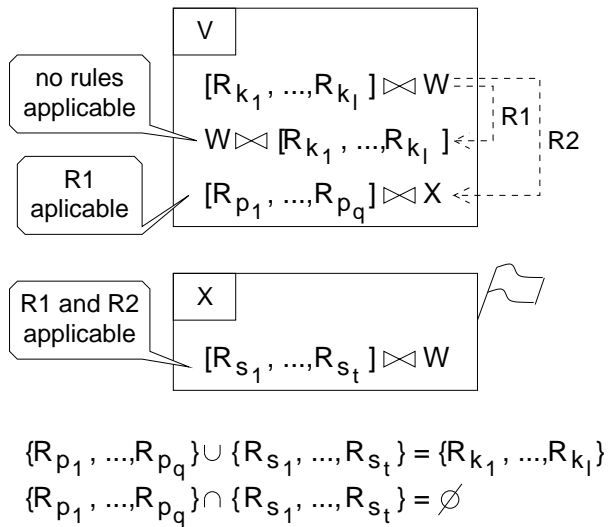 V
no rules
applicable
[R_{k_1}, ...,R_{k_l}] ⋈ W
R1
R2
W ⋈ [R_{k_1}, ...,R_{k_l}]
R1
aplicable
[R_{p_1}, ...,R_{p_q}] ⋈ X
X
R1 and R2
applicable
[R_{s_1}, ...,R_{s_t}] ⋈ W
{R_{p_1}, ...,R_{p_q}} ∪ {R_{s_1}, ...,R_{s_t}} = {R_{k_1}, ...,R_{k_l}}
{R_{p_1}, ...,R_{p_q}} ∩ {R_{s_1}, ...,R_{s_t}} = ∅